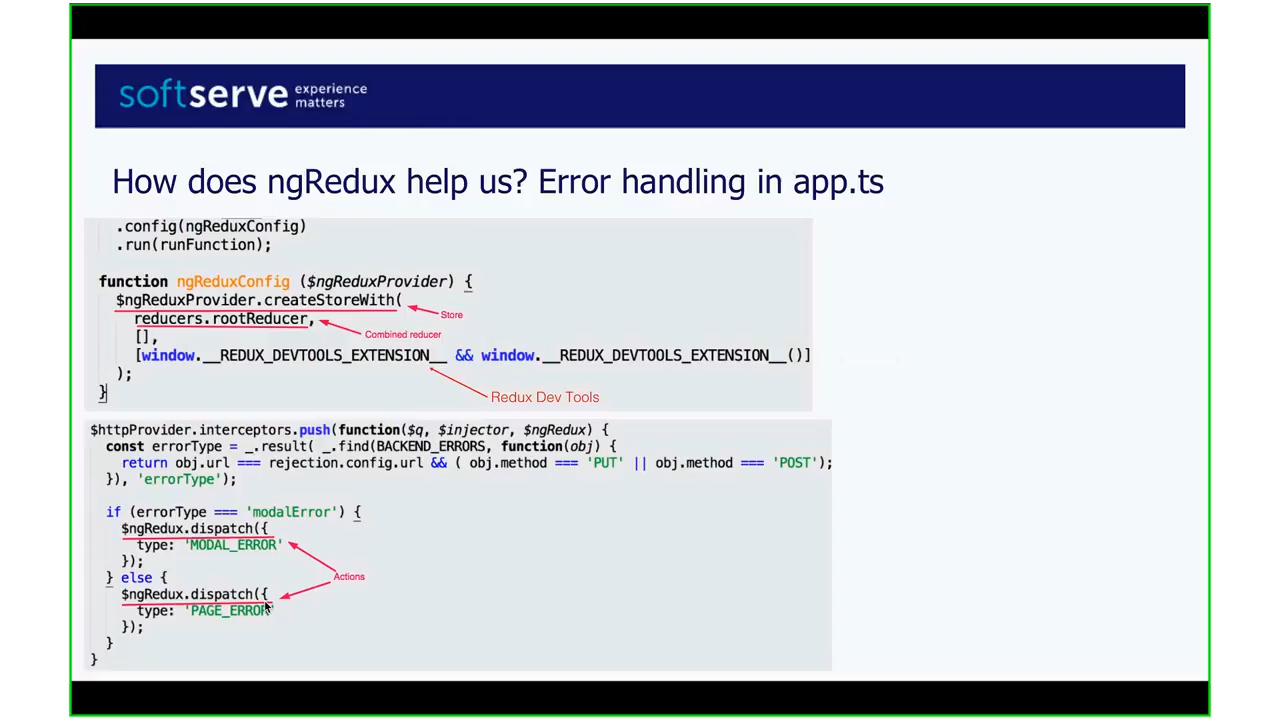 softserve experience matters
How does ngRedux help us? Error handling in app.ts
.config(ngReduxConfig)
.run(runFunction);
function ngReduxConfig ($ngReduxProvider) {
$ngReduxProvider.createStoreWith(
Store
reducers.rootReducer,
Combined reducer
[],
[window.__REDUX_DEVTOOLS_EXTENSION__ && window.__REDUX_DEVTOOLS_EXTENSION__()]
);
}
Redux Dev Tools
$httpProvider.interceptors.push(function($q, $injector, $ngRedux) {
const errorType = _.result( _.find(BACKEND_ERRORS, function(obj) {
return obj.url === rejection.config.url && ( obj.method === 'PUT' || obj.method === 'POST');
}), 'errorType');
if (errorType === 'modalError') {
$ngRedux.dispatch({
type: 'MODAL_ERROR'
});
} else {
Actions
$ngRedux.dispatch({
type: 'PAGE_ERROR'
});
}
}